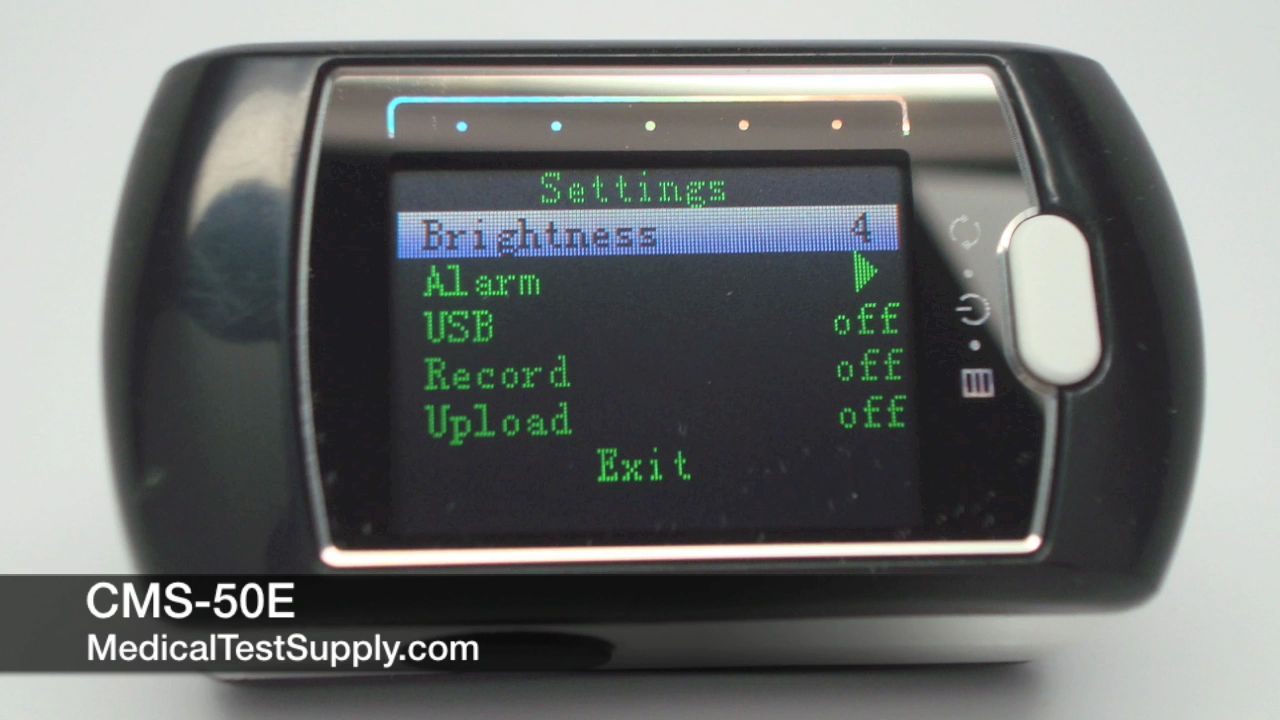 Settings
Brightness 4
Alarm
USB off
Record off
Upload off
Exit
CMS-50E
MedicalTestSupply.com